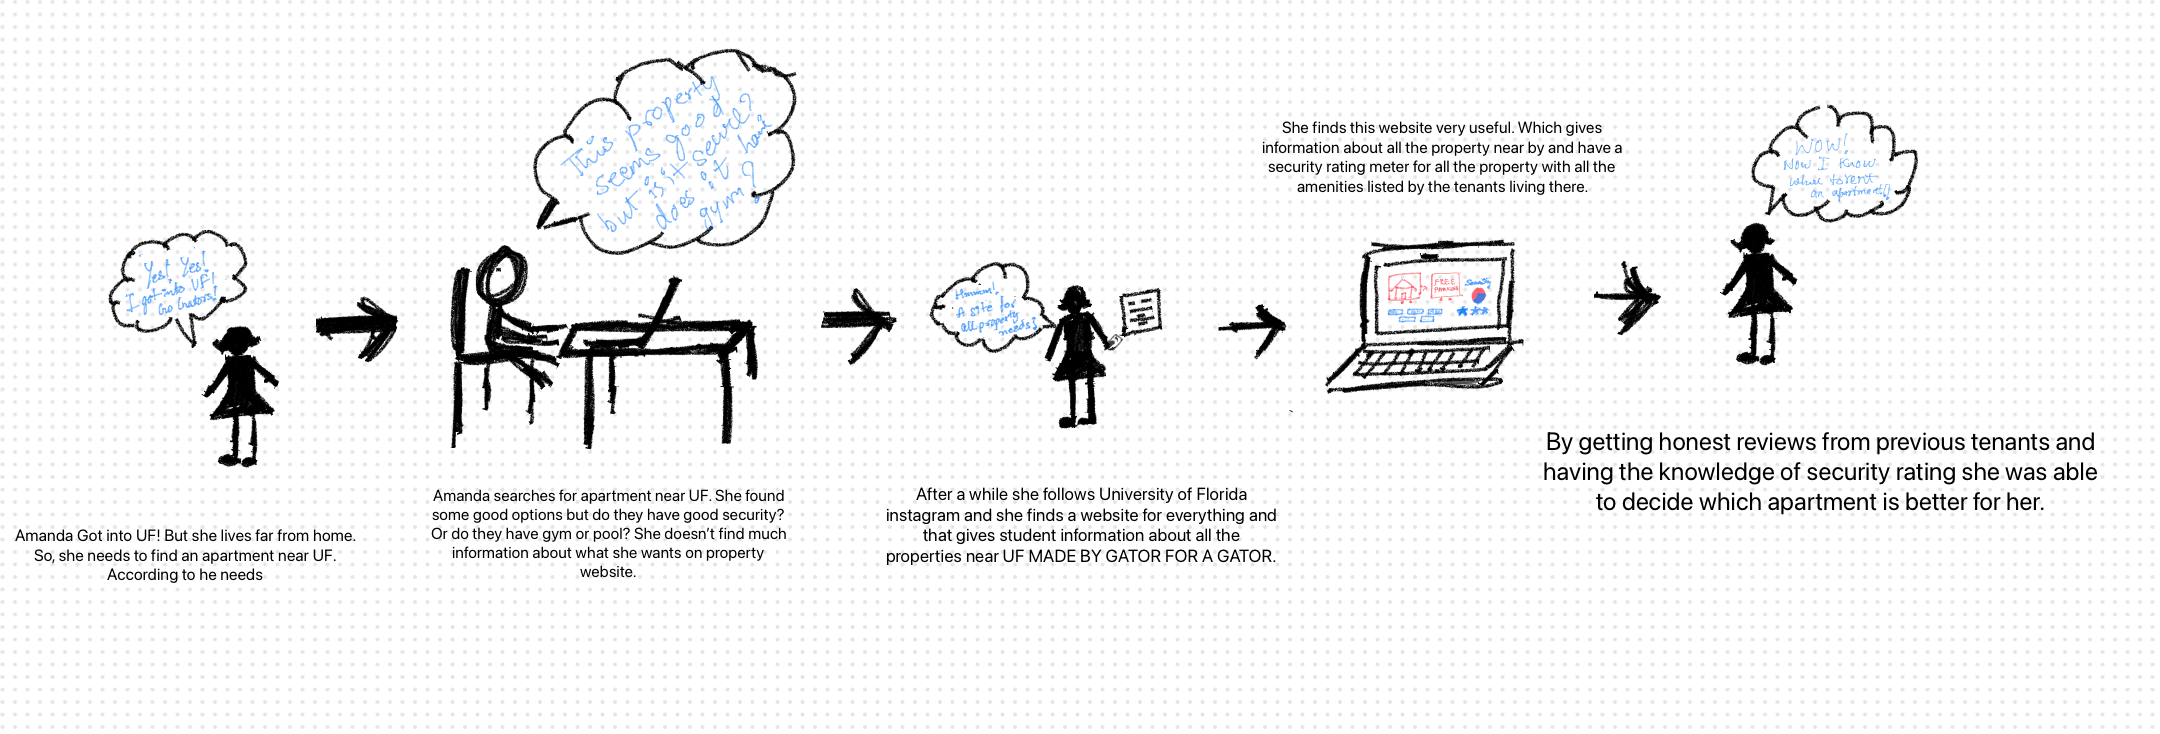 Yes! Yes!
I got into UF!
Go Gators!
Amanda Got into UF! But she lives far from home.
So, she needs to find an apartment near UF.
According to he needs
This property
seems good
but is it secure?
does it have
gym?
Amanda searches for apartment near UF. She found
some good options but do they have good security?
Or do they have gym or pool? She doesn’t find much
information about what she wants on property
website.
Hmmm!
A site for
all property
needs?
After a while she follows University of Florida
instagram and she finds a website for everything and
that gives student information about all the
properties near UF MADE BY GATOR FOR A GATOR.
She finds this website very useful. Which gives
information about all the property near by and have a
security rating meter for all the property with all the
amenities listed by the tenants living there.
FREE
PARKING
Security
WOW!
Now I know
where to rent
an apartment!!
By getting honest reviews from previous tenants and
having the knowledge of security rating she was able
to decide which apartment is better for her.